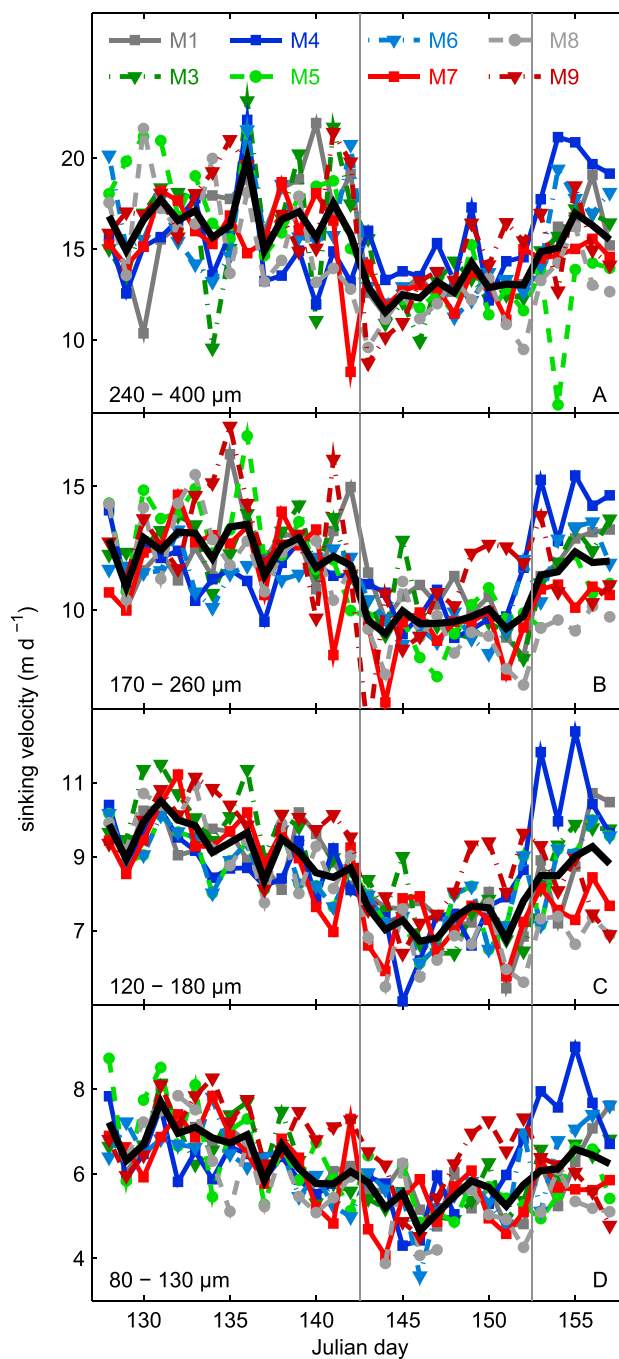 M1 M4 M6 M8
M3 M5 M7 M9
20
15
10
240 − 400 μm A
15
10
170 − 260 μm B
sinking velocity (m d⁻¹)
11
9
7
120 − 180 μm C
8
6
4
80 − 130 μm D
130 135 140 145 150 155
Julian day